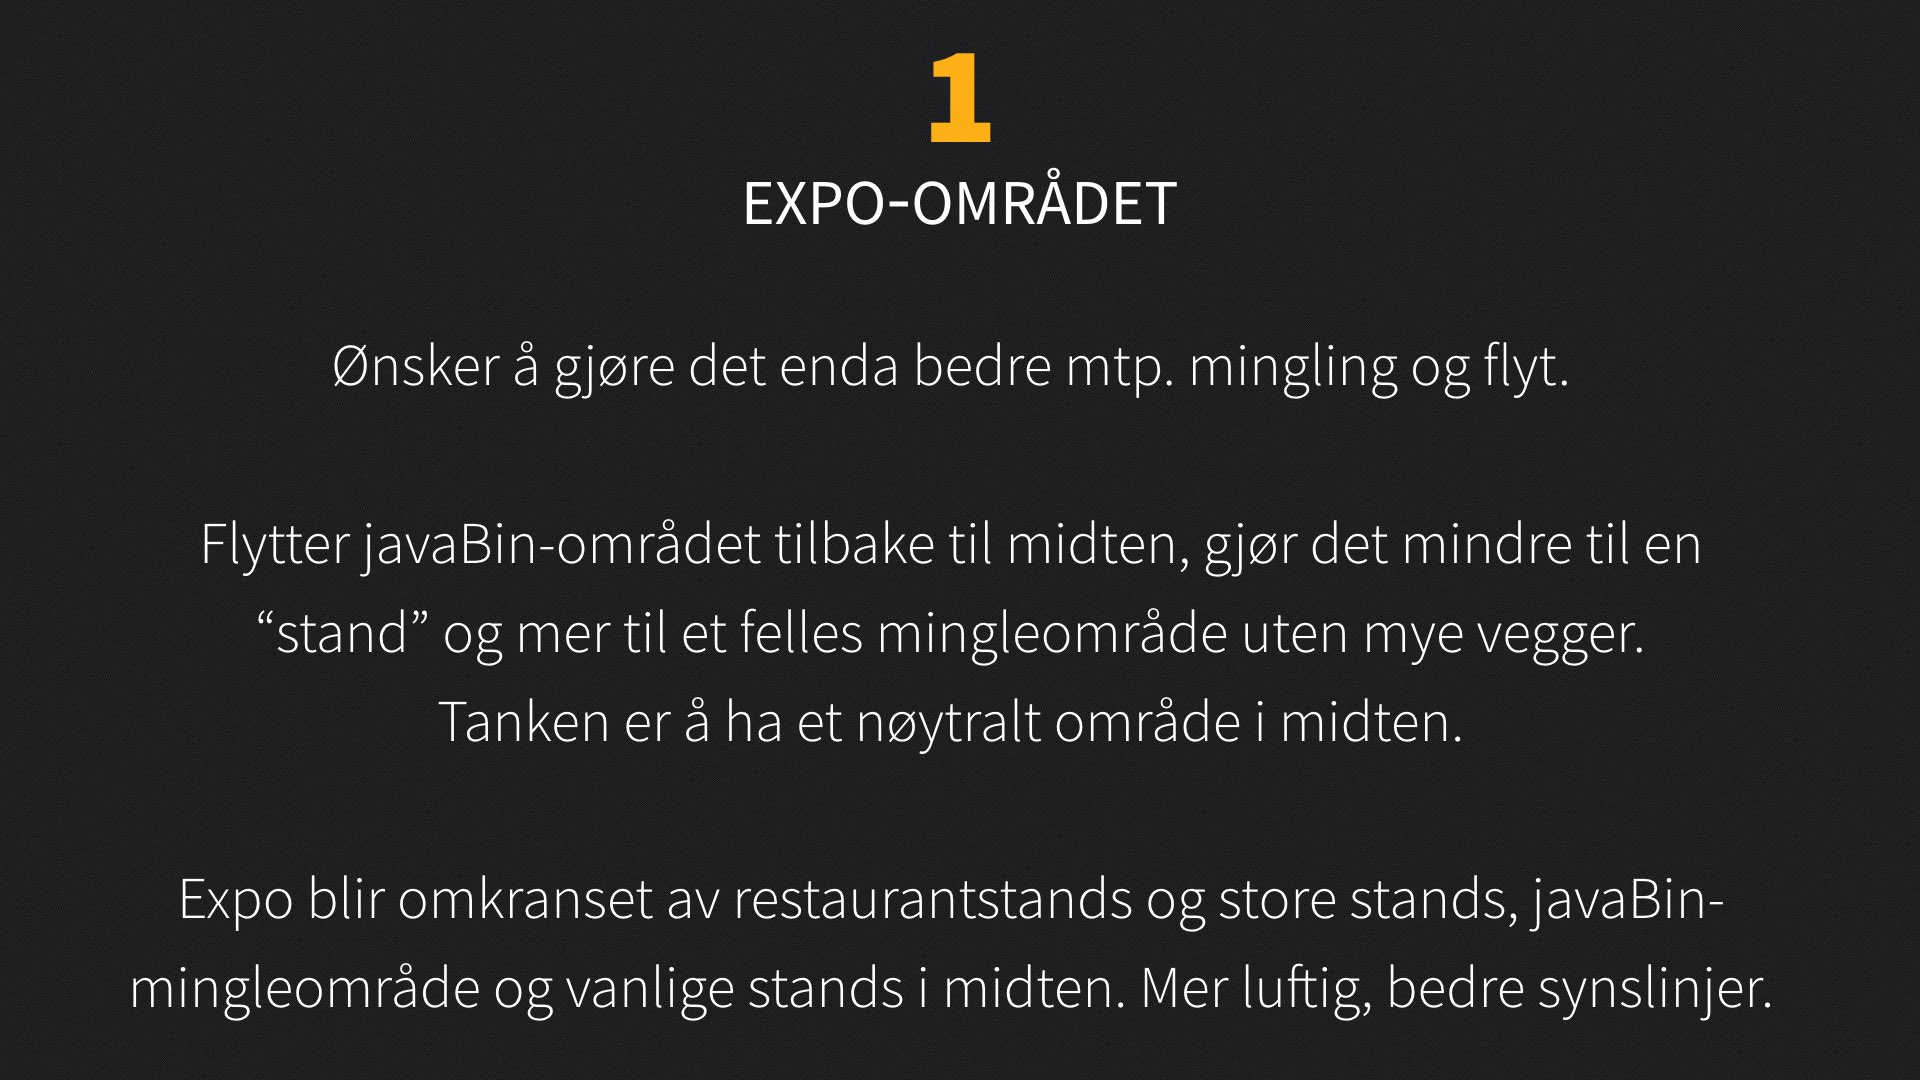 1
EXPO-OMRÅDET
Ønsker å gjøre det enda bedre mtp. mingling og flyt.
Flytter javaBin-området tilbake til midten, gjør det mindre til en
“stand” og mer til et felles mingleområde uten mye vegger.
Tanken er å ha et nøytralt område i midten.
Expo blir omkranset av restaurantstands og store stands, javaBin-
mingleområde og vanlige stands i midten. Mer luftig, bedre synslinjer.